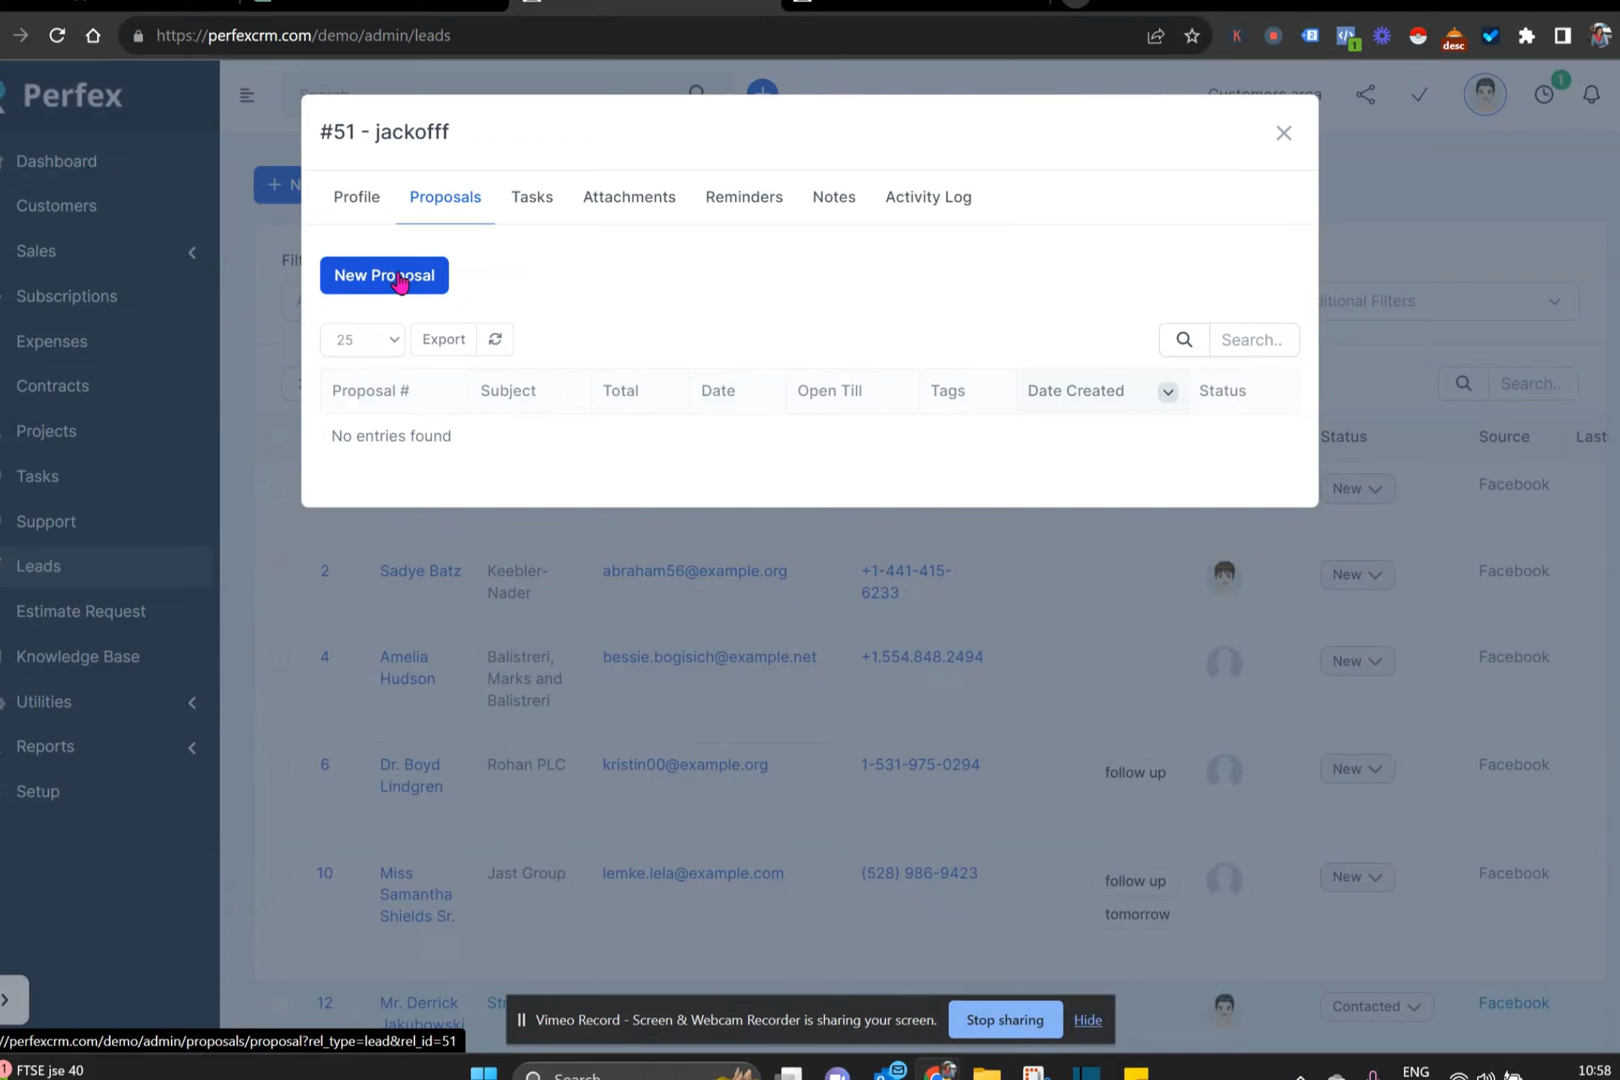 https://perfexcrm.com/demo/admin/leads
desc
1
Perfex
Customers area
1
#51 - jackofff
Dashboard
Customers
Sales
Subscriptions
Expenses
Contracts
Projects
Tasks
Support
Leads
Estimate Request
Knowledge Base
Utilities
Reports
Setup
Profile Proposals Tasks Attachments Reminders Notes Activity Log
New Proposal
25 Export Search..
Proposal # Subject Total Date Open Till Tags Date Created Status
No entries found
Search..
Status Source Last
New Facebook
2 Sadye Batz Keebler-
Nader abraham56@example.org +1-441-415-
6233 New Facebook
4 Amelia
Hudson Balistreri,
Marks and
Balistreri bessie.bogisich@example.net +1.554.848.2494 New Facebook
6 Dr. Boyd
Lindgren Rohan PLC kristin00@example.org 1-531-975-0294 follow up New Facebook
10 Miss
Samantha
Shields Sr. Jast Group lemke.lela@example.com (528) 986-9423 follow up
tomorrow New Facebook
12 Mr. Derrick
Jakubowski Contacted Facebook
Vimeo Record - Screen & Webcam Recorder is sharing your screen. Stop sharing Hide
//perfexcrm.com/demo/admin/proposals/proposal?rel_type=lead&rel_id=51
1 FTSE jse 40
Search
ENG
10:58